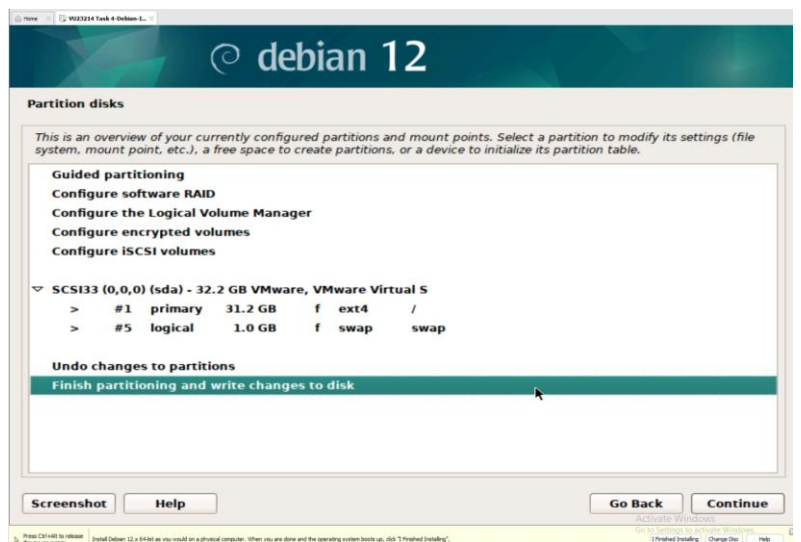 Home
VU23214 Task 4-Debian-I...
debian 12
Partition disks
This is an overview of your currently configured partitions and mount points. Select a partition to modify its settings (file
system, mount point, etc.), a free space to create partitions, or a device to initialize its partition table.
Guided partitioning
Configure software RAID
Configure the Logical Volume Manager
Configure encrypted volumes
Configure iSCSI volumes
SCSI33 (0,0,0) (sda) - 32.2 GB VMware, VMware Virtual S
> #1 primary 31.2 GB f ext4 /
> #5 logical 1.0 GB f swap swap
Undo changes to partitions
Finish partitioning and write changes to disk
Screenshot Help Go Back Continue
Activate Windows
Go to Settings to activate Windows.
Press Ctrl+Alt to release
Install Debian 12.x 64-bit as you would on a physical computer. When you are done and the operating system boots up, click "I Finished Installing".
I Finished Installing Change Disc Help